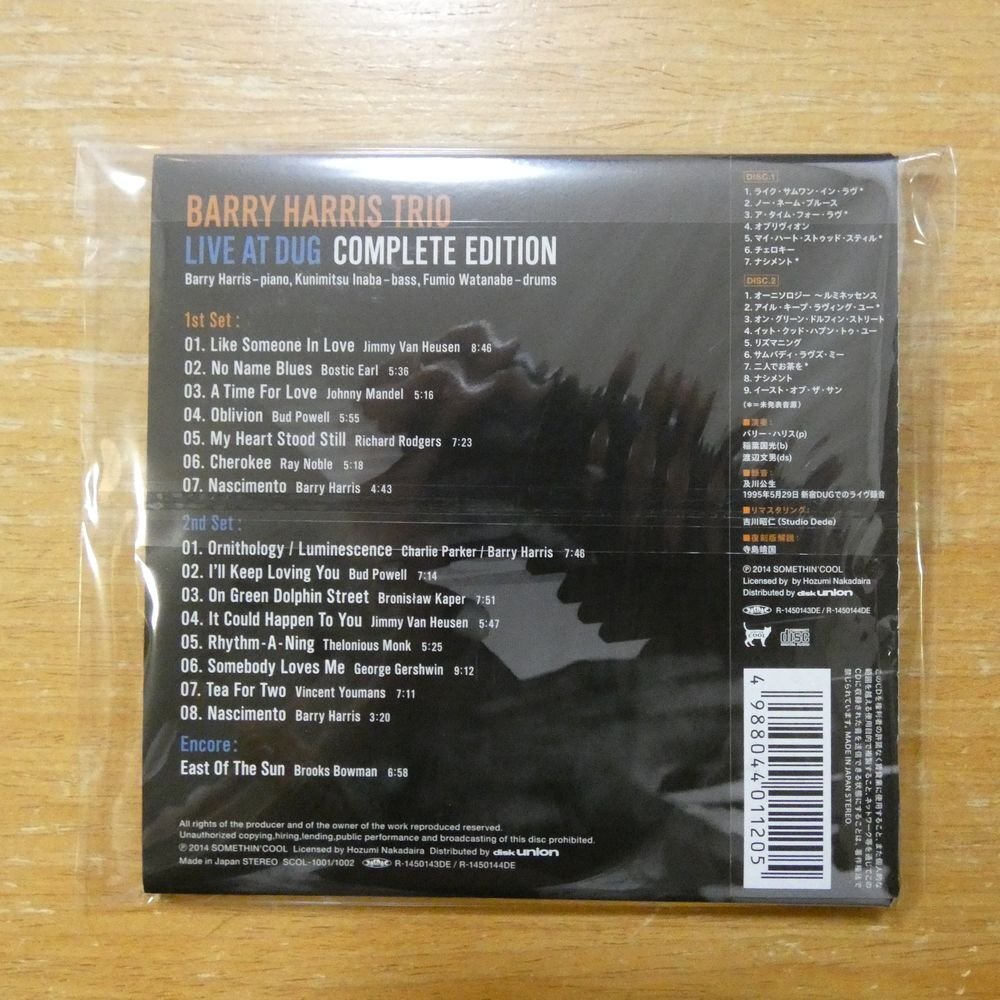 BARRY HARRIS TRIO
LIVE AT DUG COMPLETE EDITION
Barry Harris–piano, Kunimitsu Inaba–bass, Fumio Watanabe–drums
1st Set :
01. Like Someone In Love Jimmy Van Heusen 8:46
02. No Name Blues Bostic Earl 5:36
03. A Time For Love Johnny Mandel 5:16
04. Oblivion Bud Powell 5:55
05. My Heart Stood Still Richard Rodgers 7:23
06. Cherokee Ray Noble 5:18
07. Nascimento Barry Harris 4:43
2nd Set :
01. Ornithology / Luminescence Charlie Parker / Barry Harris 7:46
02. I'll Keep Loving You Bud Powell 7:14
03. On Green Dolphin Street Bronisław Kaper 7:51
04. It Could Happen To You Jimmy Van Heusen 5:47
05. Rhythm-A-Ning Thelonious Monk 5:25
06. Somebody Loves Me George Gershwin 9:12
07. Tea For Two Vincent Youmans 7:11
08. Nascimento Barry Harris 3:20
Encore :
East Of The Sun Brooks Bowman 6:58
All rights of the producer and of the owner of the work reproduced reserved.
Unauthorized copying,hiring,lending,public performance and broadcasting of this disc prohibited.
℗ 2014 SOMETHIN'COOL Licensed by Hozumi Nakadaira Distributed by disk union
Made in Japan STEREO SCOL-1001/1002 JASRAC R-1450143DE / R-1450144DE
DISC.1
1. ライク・サムワン・イン・ラヴ*
2. ノー・ネーム・ブルース
3. ア・タイム・フォー・ラヴ*
4. オブリヴィオン
5. マイ・ハート・ストゥッド・スティル*
6. チェロキー
7. ナシメント*
DISC.2
1. オーニソロジー 〜ルミネッセンス
2. アイル・キープ・ラヴィング・ユー*
3. オン・グリーン・ドルフィン・ストリート
4. イット・クッド・ハプン・トゥ・ユー
5. リズマニング
6. サムバディ・ラヴズ・ミー
7. 二人でお茶を*
8. ナシメント
9. イースト・オブ・ザ・サン
(*=未発表音源)
■演奏：
バリー・ハリス(p)
稲葉国光(b)
渡辺文男(ds)
■録音：
及川公生
1995年5月29日 新宿DUGでのライヴ録音
■リマスタリング：
吉川昭仁 (Studio Dede)
■復刻版解説：
寺島靖国
℗ 2014 SOMETHIN'COOL
Licensed by by Hozumi Nakadaira
Distributed by disk union
JASRAC R-1450143DE / R-1450144DE
COOL
disc
4 988044 011205